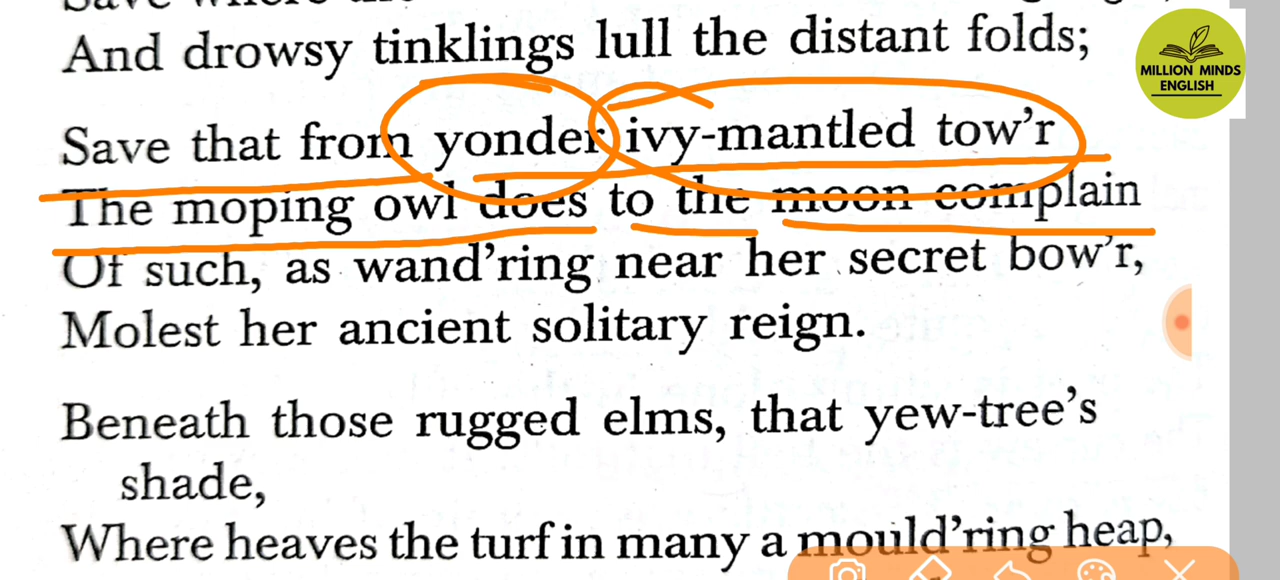 And drowsy tinklings lull the distant folds;
Save that from yonder ivy-mantled tow'r
The moping owl does to the moon complain
Of such, as wand'ring near her secret bow'r,
Molest her ancient solitary reign.
Beneath those rugged elms, that yew-tree's
shade,
Where heaves the turf in many a mould'ring heap,
MILLION MINDS
ENGLISH